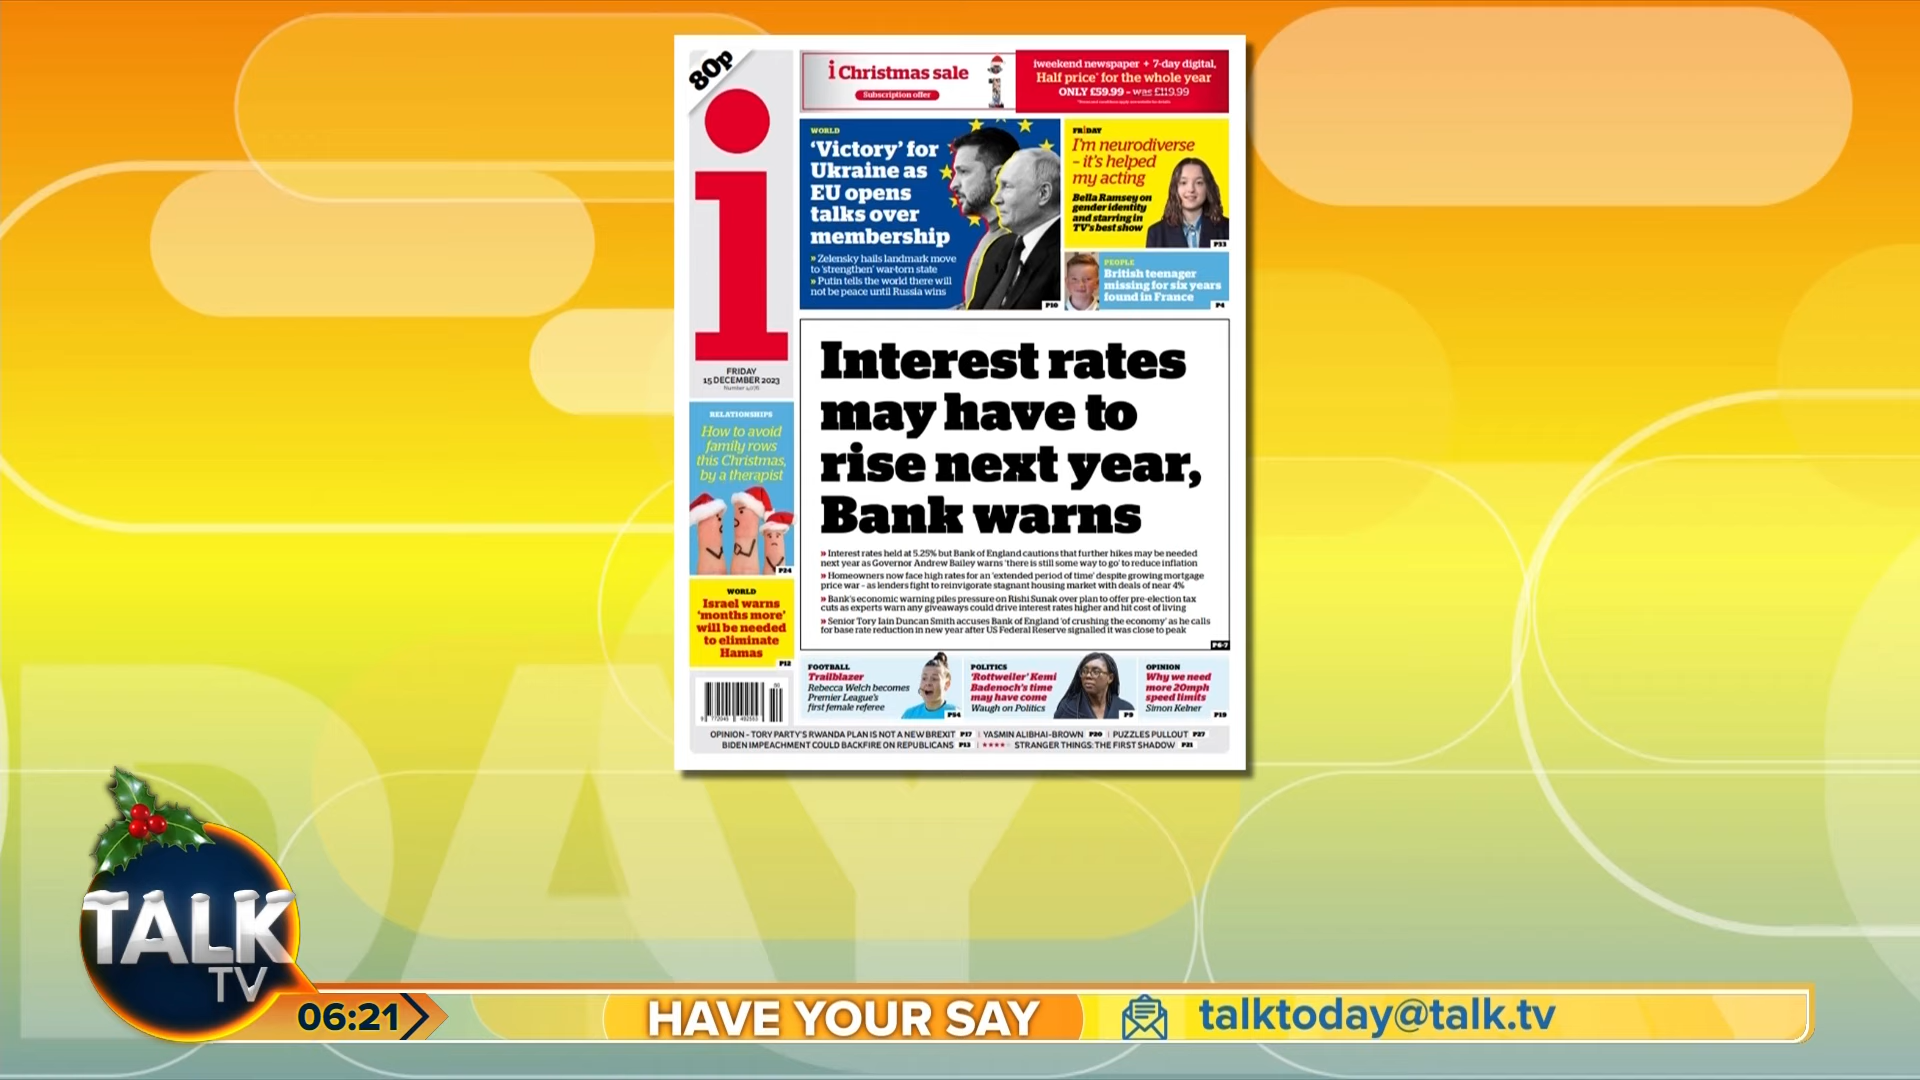 80p
i
FRIDAY
15 DECEMBER 2023
i Christmas sale
Subscription offer
iweekend newspaper + 7-day digital,
Half price* for the whole year
ONLY £59.99 - was £119.99
WORLD
‘Victory’ for
Ukraine as
EU opens
talks over
membership
» Zelensky hails landmark move
to ‘strengthen’ war-torn state
» Putin tells the world there will
not be peace until Russia wins
P10
FRiDAY
I'm neurodiverse
– it's helped
my acting
Bella Ramsey on
gender identity
and starring in
TV's best show
P33
PEOPLE
British teenager
missing for six years
found in France
P4
RELATIONSHIPS
How to avoid
family rows
this Christmas,
by a therapist
P24
WORLD
Israel warns
‘months more’
will be needed
to eliminate
Hamas
P12
Interest rates
may have to
rise next year,
Bank warns
» Interest rates held at 5.25% but Bank of England cautions that further hikes may be needed
next year as Governor Andrew Bailey warns ‘there is still some way to go’ to reduce inflation
» Homeowners now face high rates for an ‘extended period of time’ despite growing mortgage
price war – as lenders fight to reinvigorate stagnant housing market with deals of near 4%
» Bank's economic warning piles pressure on Rishi Sunak over plan to offer pre-election tax
cuts as experts warn any giveaways could drive interest rates higher and hit cost of living
» Senior Tory Iain Duncan Smith accuses Bank of England ‘of crushing the economy’ as he calls
for base rate reduction in new year after US Federal Reserve signalled it was close to peak
P6-7
FOOTBALL
Trailblazer
Rebecca Welch becomes
Premier League's
first female referee
P54
POLITICS
‘Rottweiler’ Kemi
Badenoch's time
may have come
Waugh on Politics
P9
OPINION
Why we need
more 20mph
speed limits
Simon Kelner
P19
OPINION - TORY PARTY'S RWANDA PLAN IS NOT A NEW BREXIT P17 | YASMIN ALIBHAI-BROWN P20 | PUZZLES PULLOUT P27
BIDEN IMPEACHMENT COULD BACKFIRE ON REPUBLICANS P13 | ★★★★ STRANGER THINGS: THE FIRST SHADOW P21
TALK
TV
06:21
HAVE YOUR SAY
talktoday@talk.tv